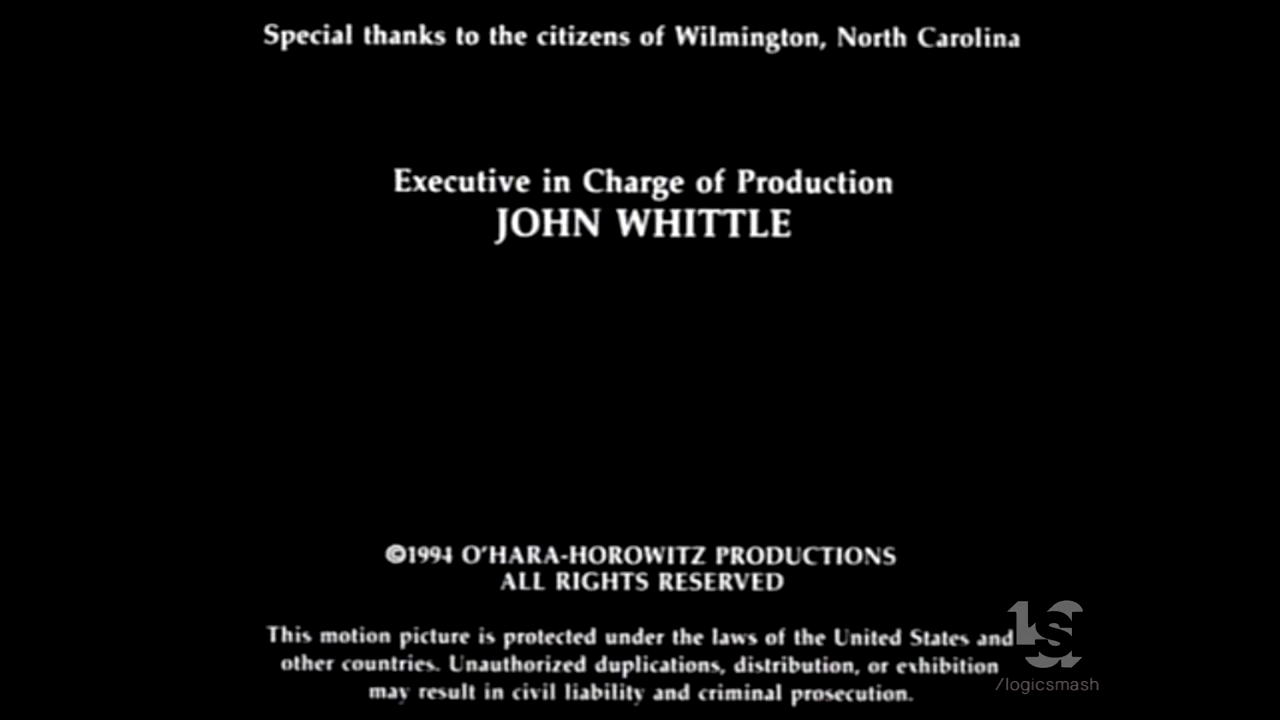 Special thanks to the citizens of Wilmington, North Carolina
Executive in Charge of Production
JOHN WHITTLE
©1994 O'HARA-HOROWITZ PRODUCTIONS
ALL RIGHTS RESERVED
This motion picture is protected under the laws of the United States and
other countries. Unauthorized duplications, distribution, or exhibition
may result in civil liability and criminal prosecution.
/logicsmash